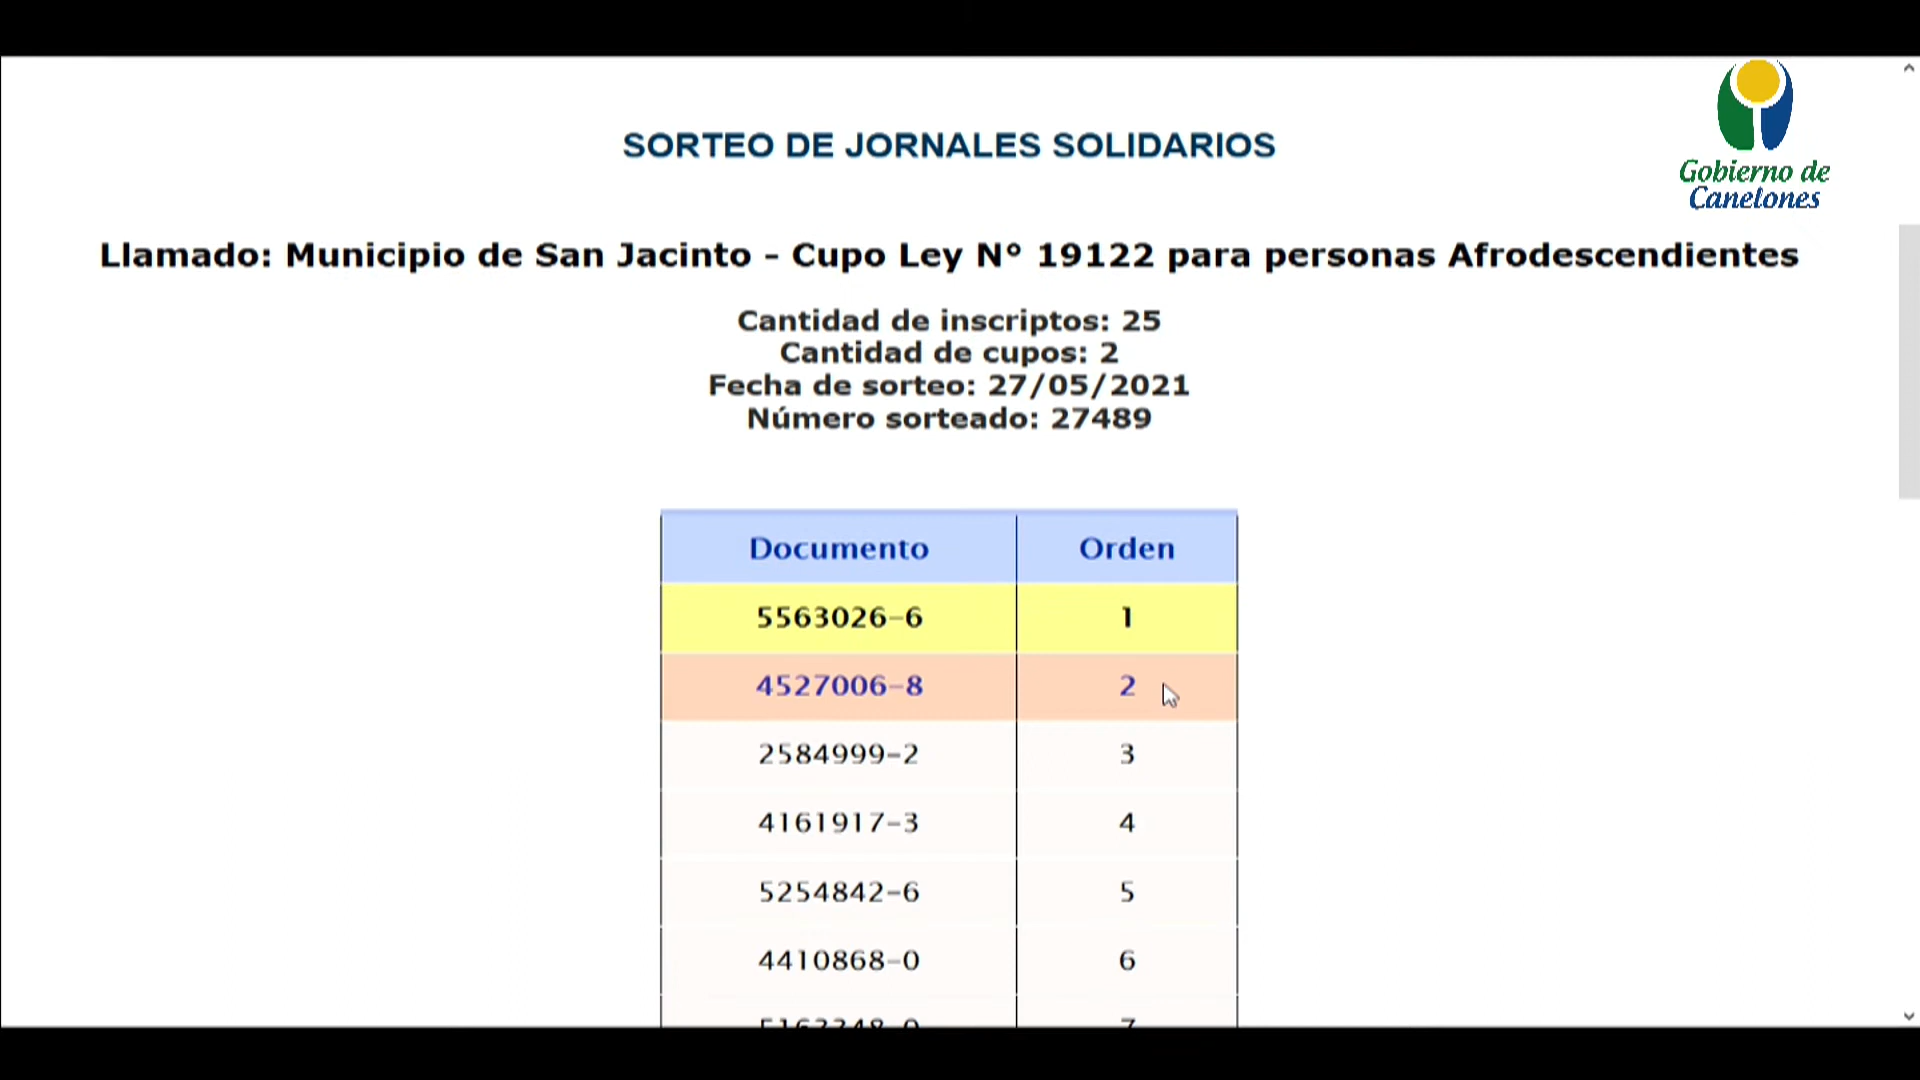 Gobierno de
Canelones
SORTEO DE JORNALES SOLIDARIOS
Llamado: Municipio de San Jacinto - Cupo Ley Nº 19122 para personas Afrodescendientes
Cantidad de inscriptos: 25
Cantidad de cupos: 2
Fecha de sorteo: 27/05/2021
Número sorteado: 27489
Documento Orden
5563026-6 1
4527006-8 2
2584999-2 3
4161917-3 4
5254842-6 5
4410868-0 6
7